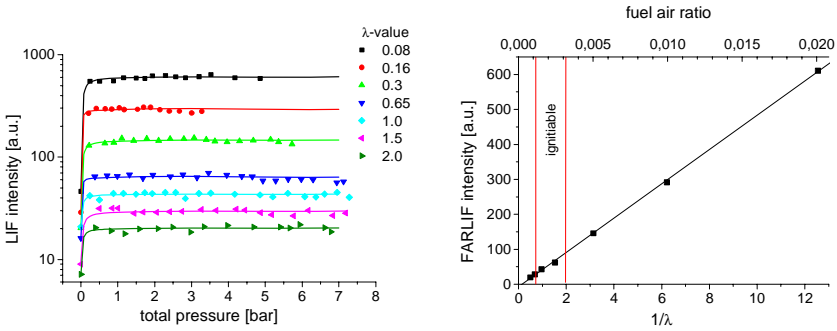 λ-value
0.08
0.16
0.3
0.65
1.0
1.5
2.0
1000
100
10
LIF intensity [a.u.]
0 1 2 3 4 5 6 7 8
total pressure [bar]
fuel air ratio
0,000 0,005 0,010 0,015 0,020
600
500
400
300
200
100
0
FARLIF intensity [a.u.]
ignitiable
0 2 4 6 8 10 12
1/λ